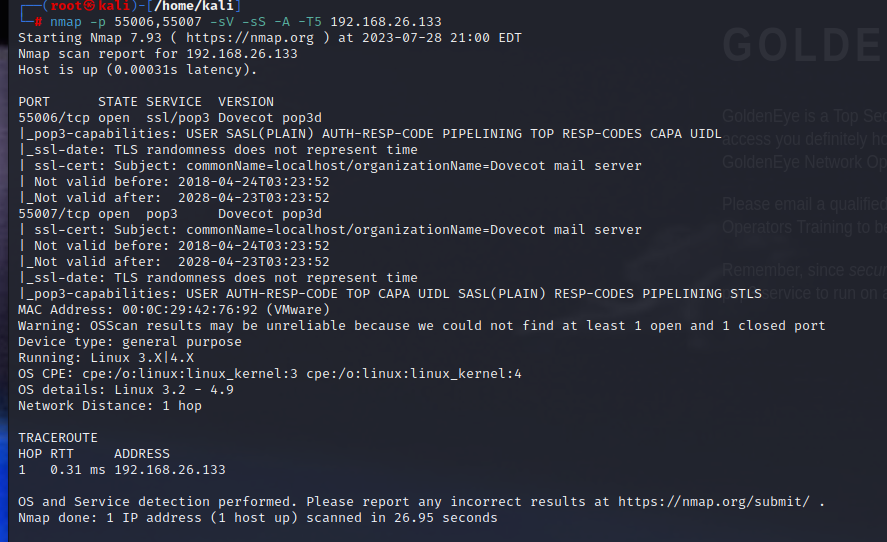 ┌──(root㉿kali)-[/home/kali]
└─# nmap -p 55006,55007 -sV -sS -A -T5 192.168.26.133
Starting Nmap 7.93 ( https://nmap.org ) at 2023-07-28 21:00 EDT
Nmap scan report for 192.168.26.133
Host is up (0.00031s latency).

PORT      STATE SERVICE  VERSION
55006/tcp open  ssl/pop3 Dovecot pop3d
|_pop3-capabilities: USER SASL(PLAIN) AUTH-RESP-CODE PIPELINING TOP RESP-CODES CAPA UIDL
|_ssl-date: TLS randomness does not represent time
| ssl-cert: Subject: commonName=localhost/organizationName=Dovecot mail server
| Not valid before: 2018-04-24T03:23:52
|_Not valid after:  2028-04-23T03:23:52
55007/tcp open  pop3     Dovecot pop3d
| ssl-cert: Subject: commonName=localhost/organizationName=Dovecot mail server
| Not valid before: 2018-04-24T03:23:52
|_Not valid after:  2028-04-23T03:23:52
|_ssl-date: TLS randomness does not represent time
|_pop3-capabilities: USER AUTH-RESP-CODE TOP CAPA UIDL SASL(PLAIN) RESP-CODES PIPELINING STLS
MAC Address: 00:0C:29:42:76:92 (VMware)
Warning: OSScan results may be unreliable because we could not find at least 1 open and 1 closed port
Device type: general purpose
Running: Linux 3.X|4.X
OS CPE: cpe:/o:linux:linux_kernel:3 cpe:/o:linux:linux_kernel:4
OS details: Linux 3.2 - 4.9
Network Distance: 1 hop

TRACEROUTE
HOP RTT     ADDRESS
1   0.31 ms 192.168.26.133

OS and Service detection performed. Please report any incorrect results at https://nmap.org/submit/ .
Nmap done: 1 IP address (1 host up) scanned in 26.95 seconds
GOLDE
GoldenEye is a Top Sec
access you definitely
GoldenEye Network Op
Please email a qualified
Operators Training to
Remember, since
service to run on